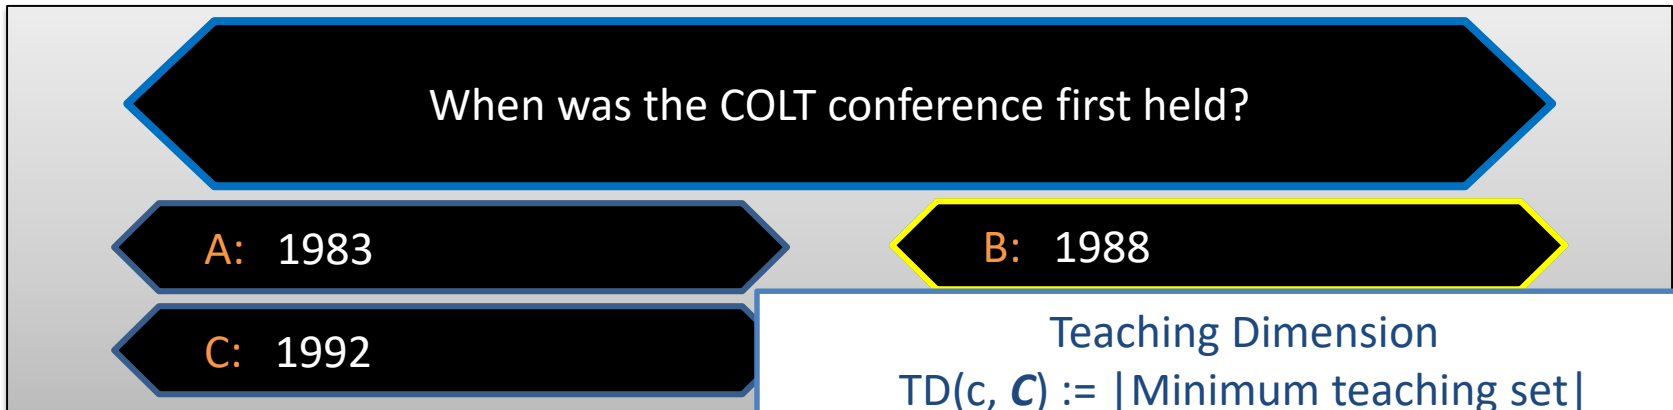 When was the COLT conference first held?
A: 1983
B: 1988
C: 1992
Teaching Dimension
TD(c, C) := |Minimum teaching set|